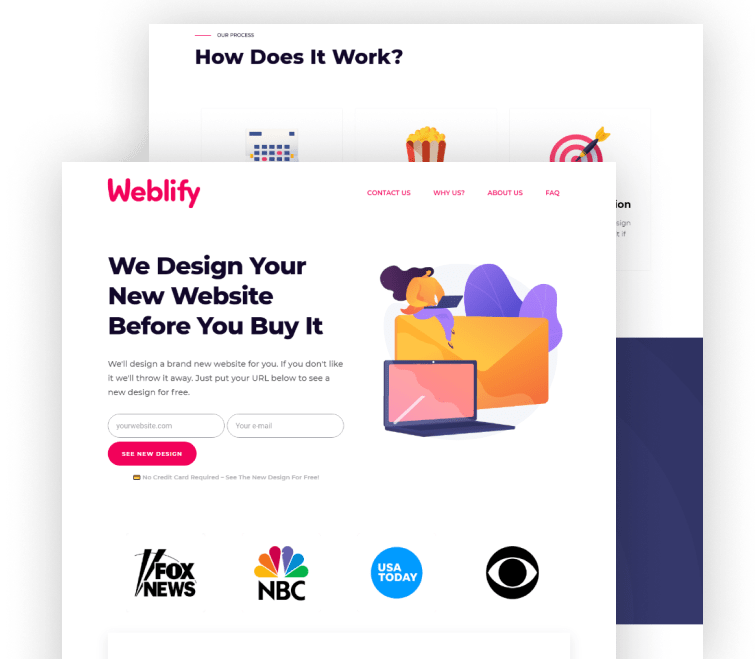 OUR PROCESS
How Does It Work?
Weblify
CONTACT US WHY US? ABOUT US FAQ
ion
sign
t if
We Design Your
New Website
Before You Buy It
We'll design a brand new website for you. If you don't like
it we'll throw it away. Just put your URL below to see a
new design for free.
yourwebsite.com Your e-mail
SEE NEW DESIGN
No Credit Card Required - See The New Design For Free!
FOX
NEWS
NBC
USA
TODAY